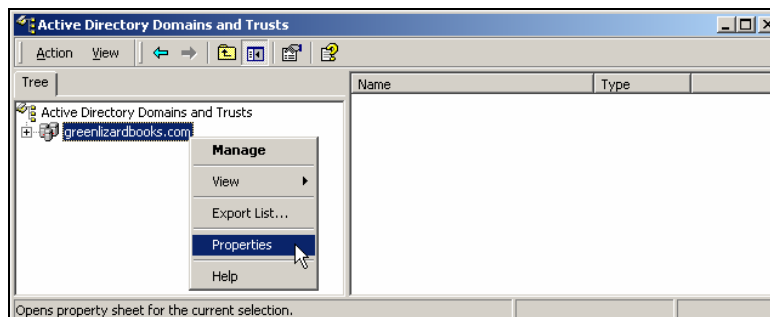 Active Directory Domains and Trusts
Action View
Tree
Name Type
Active Directory Domains and Trusts
greenlizardbooks.com
Manage
View
Export List...
Properties
Help
Opens property sheet for the current selection.